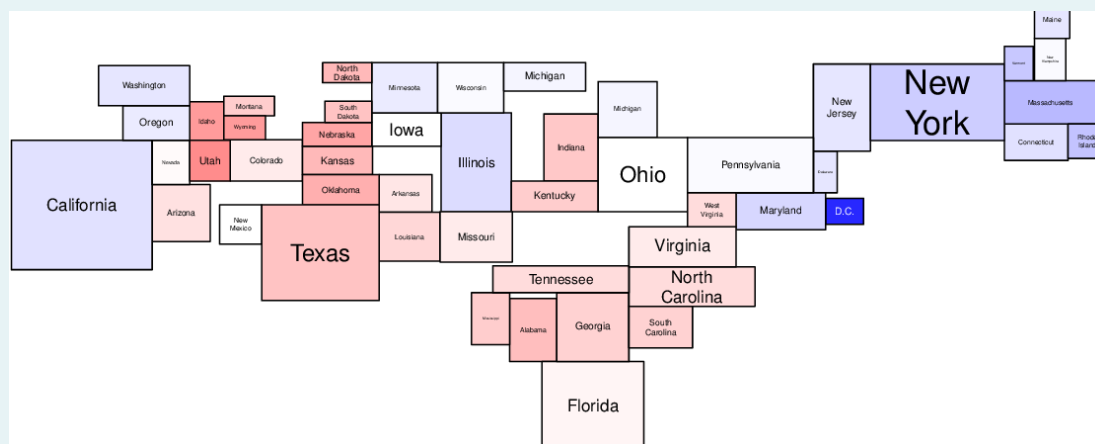 Maine
New
Hampshire
Vermont
Massachusetts
Connecticut
Rhode
Island
New
York
New
Jersey
Washington
Oregon
Idaho
Montana
Wyoming
North
Dakota
South
Dakota
Nebraska
Minnesota
Wisconsin
Michigan
Michigan
Iowa
Illinois
Indiana
Ohio
Pennsylvania
Delaware
California
Nevada
Utah
Colorado
Kansas
Oklahoma
Arkansas
Kentucky
West
Virginia
Maryland
D.C.
Arizona
New
Mexico
Texas
Louisiana
Missouri
Virginia
Tennessee
North
Carolina
Mississippi
Alabama
Georgia
South
Carolina
Florida